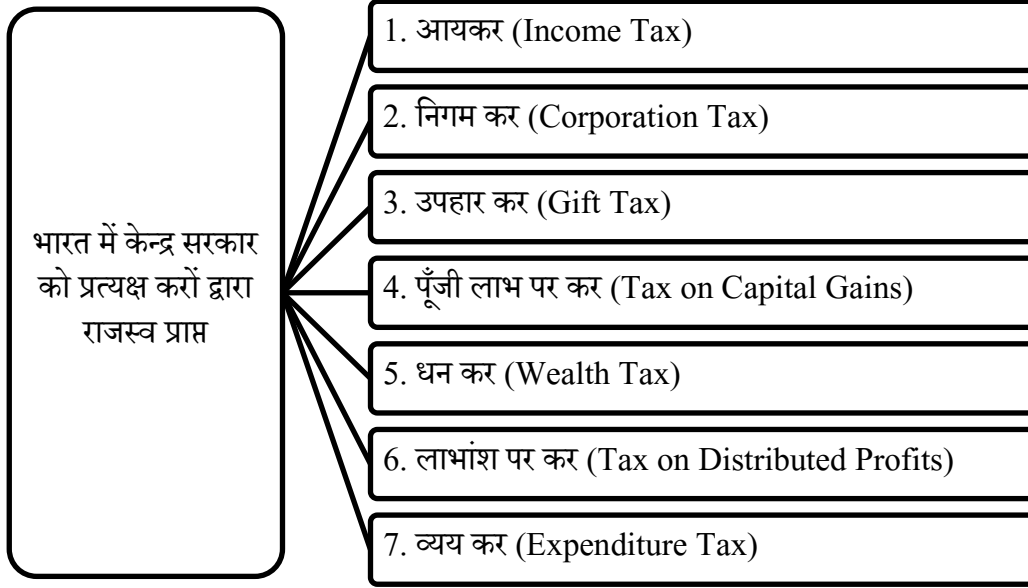 भारत में केन्द्र सरकार
को प्रत्यक्ष करों द्वारा
राजस्व प्राप्त
1. आयकर (Income Tax)
2. निगम कर (Corporation Tax)
3. उपहार कर (Gift Tax)
4. पूँजी लाभ पर कर (Tax on Capital Gains)
5. धन कर (Wealth Tax)
6. लाभांश पर कर (Tax on Distributed Profits)
7. व्यय कर (Expenditure Tax)